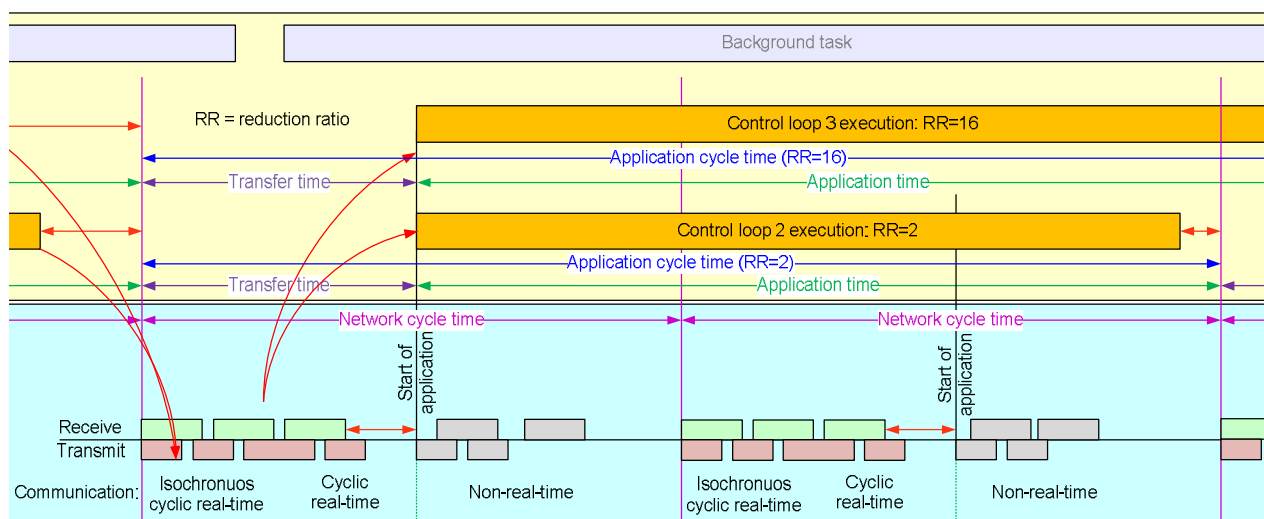 Background task
RR = reduction ratio
Control loop 3 execution: RR=16
Application cycle time (RR=16)
Transfer time
Application time
Control loop 2 execution: RR=2
Application cycle time (RR=2)
Transfer time
Application time
Network cycle time
Network cycle time
Start of
application
Start of
application
Receive
Transmit
Communication:
Isochronuos
cyclic real-time
Cyclic
real-time
Non-real-time
Isochronuos
cyclic real-time
Cyclic
real-time
Non-real-time